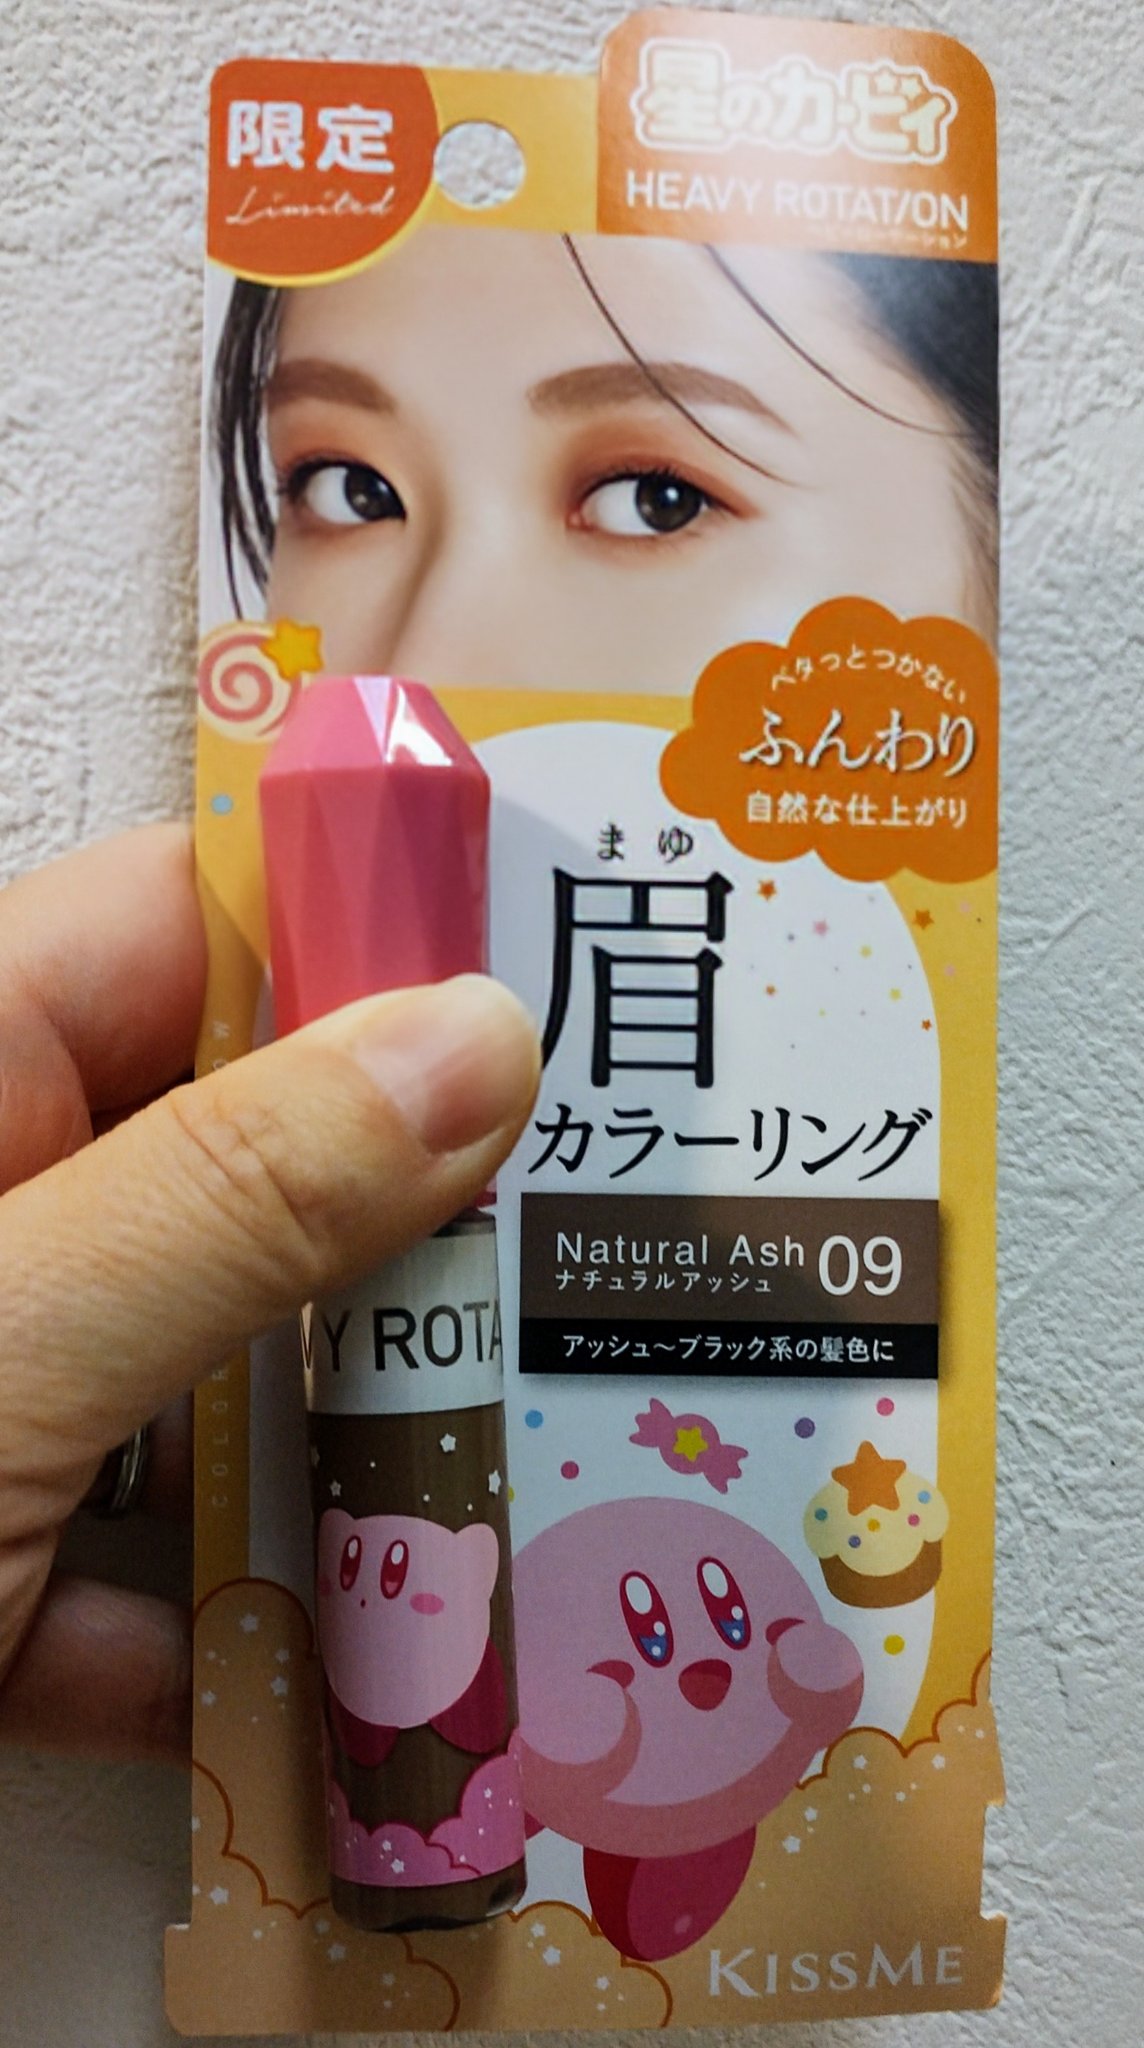 限定
Limited
星のカービィ
HEAVY ROTAT/ON
ベタっとつかない
ふんわり
自然な仕上がり
まゆ
眉
カラーリング
Natural Ash 09
ナチュラルアッシュ
アッシュ〜ブラック系の髪色に
VY ROTA
KISSME